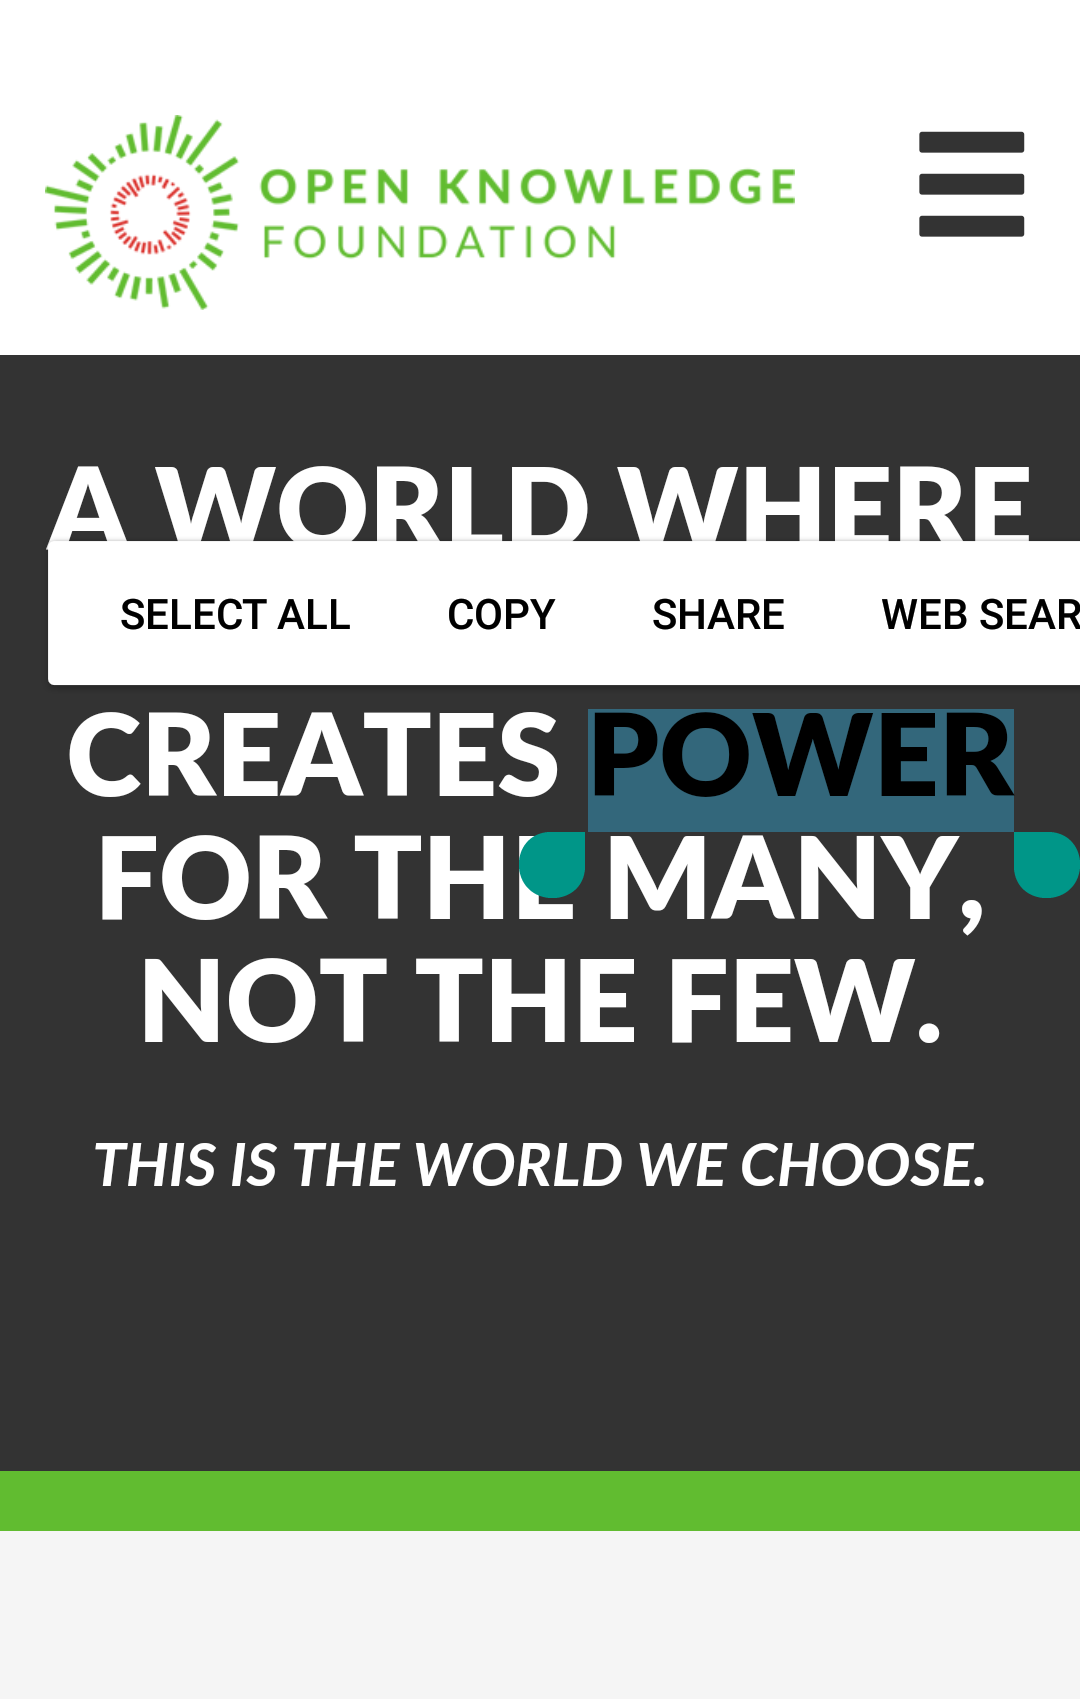 OPEN KNOWLEDGE
FOUNDATION
A WORLD WHERE
SELECT ALL COPY SHARE WEB SEAR
CREATES POWER
FOR THE MANY,
NOT THE FEW.
THIS IS THE WORLD WE CHOOSE.